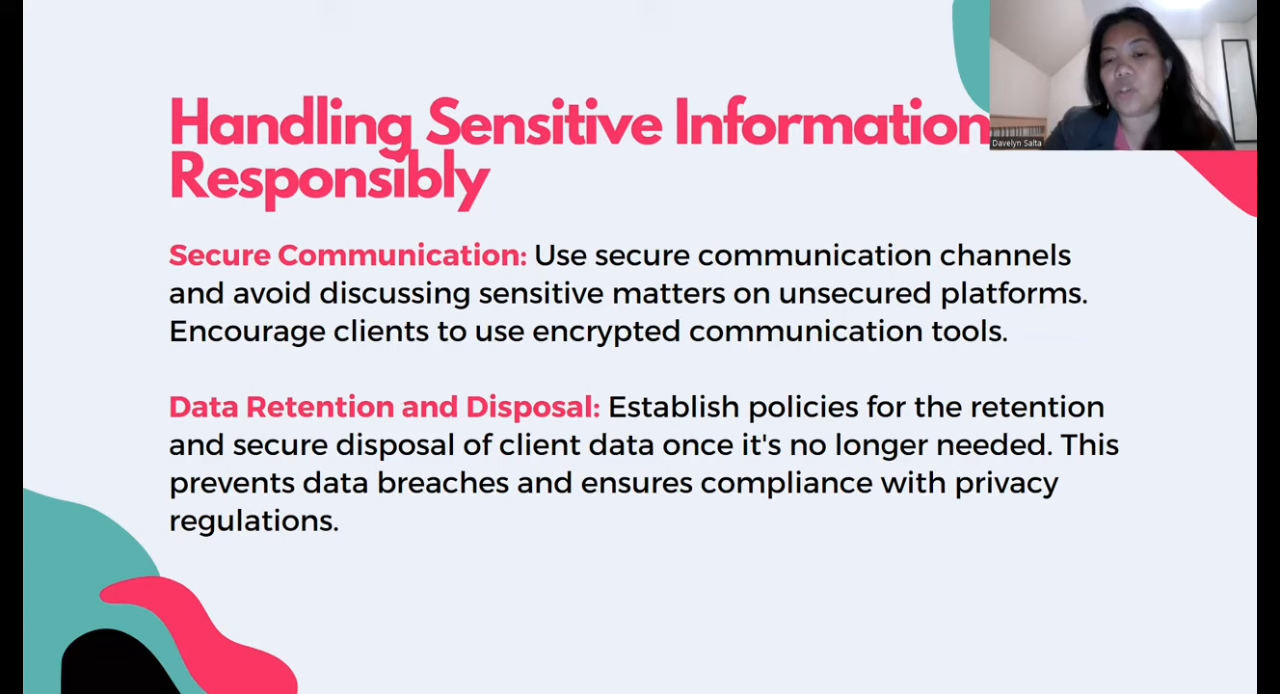 Handling Sensitive Information
Responsibly
Secure Communication: Use secure communication channels
and avoid discussing sensitive matters on unsecured platforms.
Encourage clients to use encrypted communication tools.
Data Retention and Disposal: Establish policies for the retention
and secure disposal of client data once it's no longer needed. This
prevents data breaches and ensures compliance with privacy
regulations.
Davelyn Salta